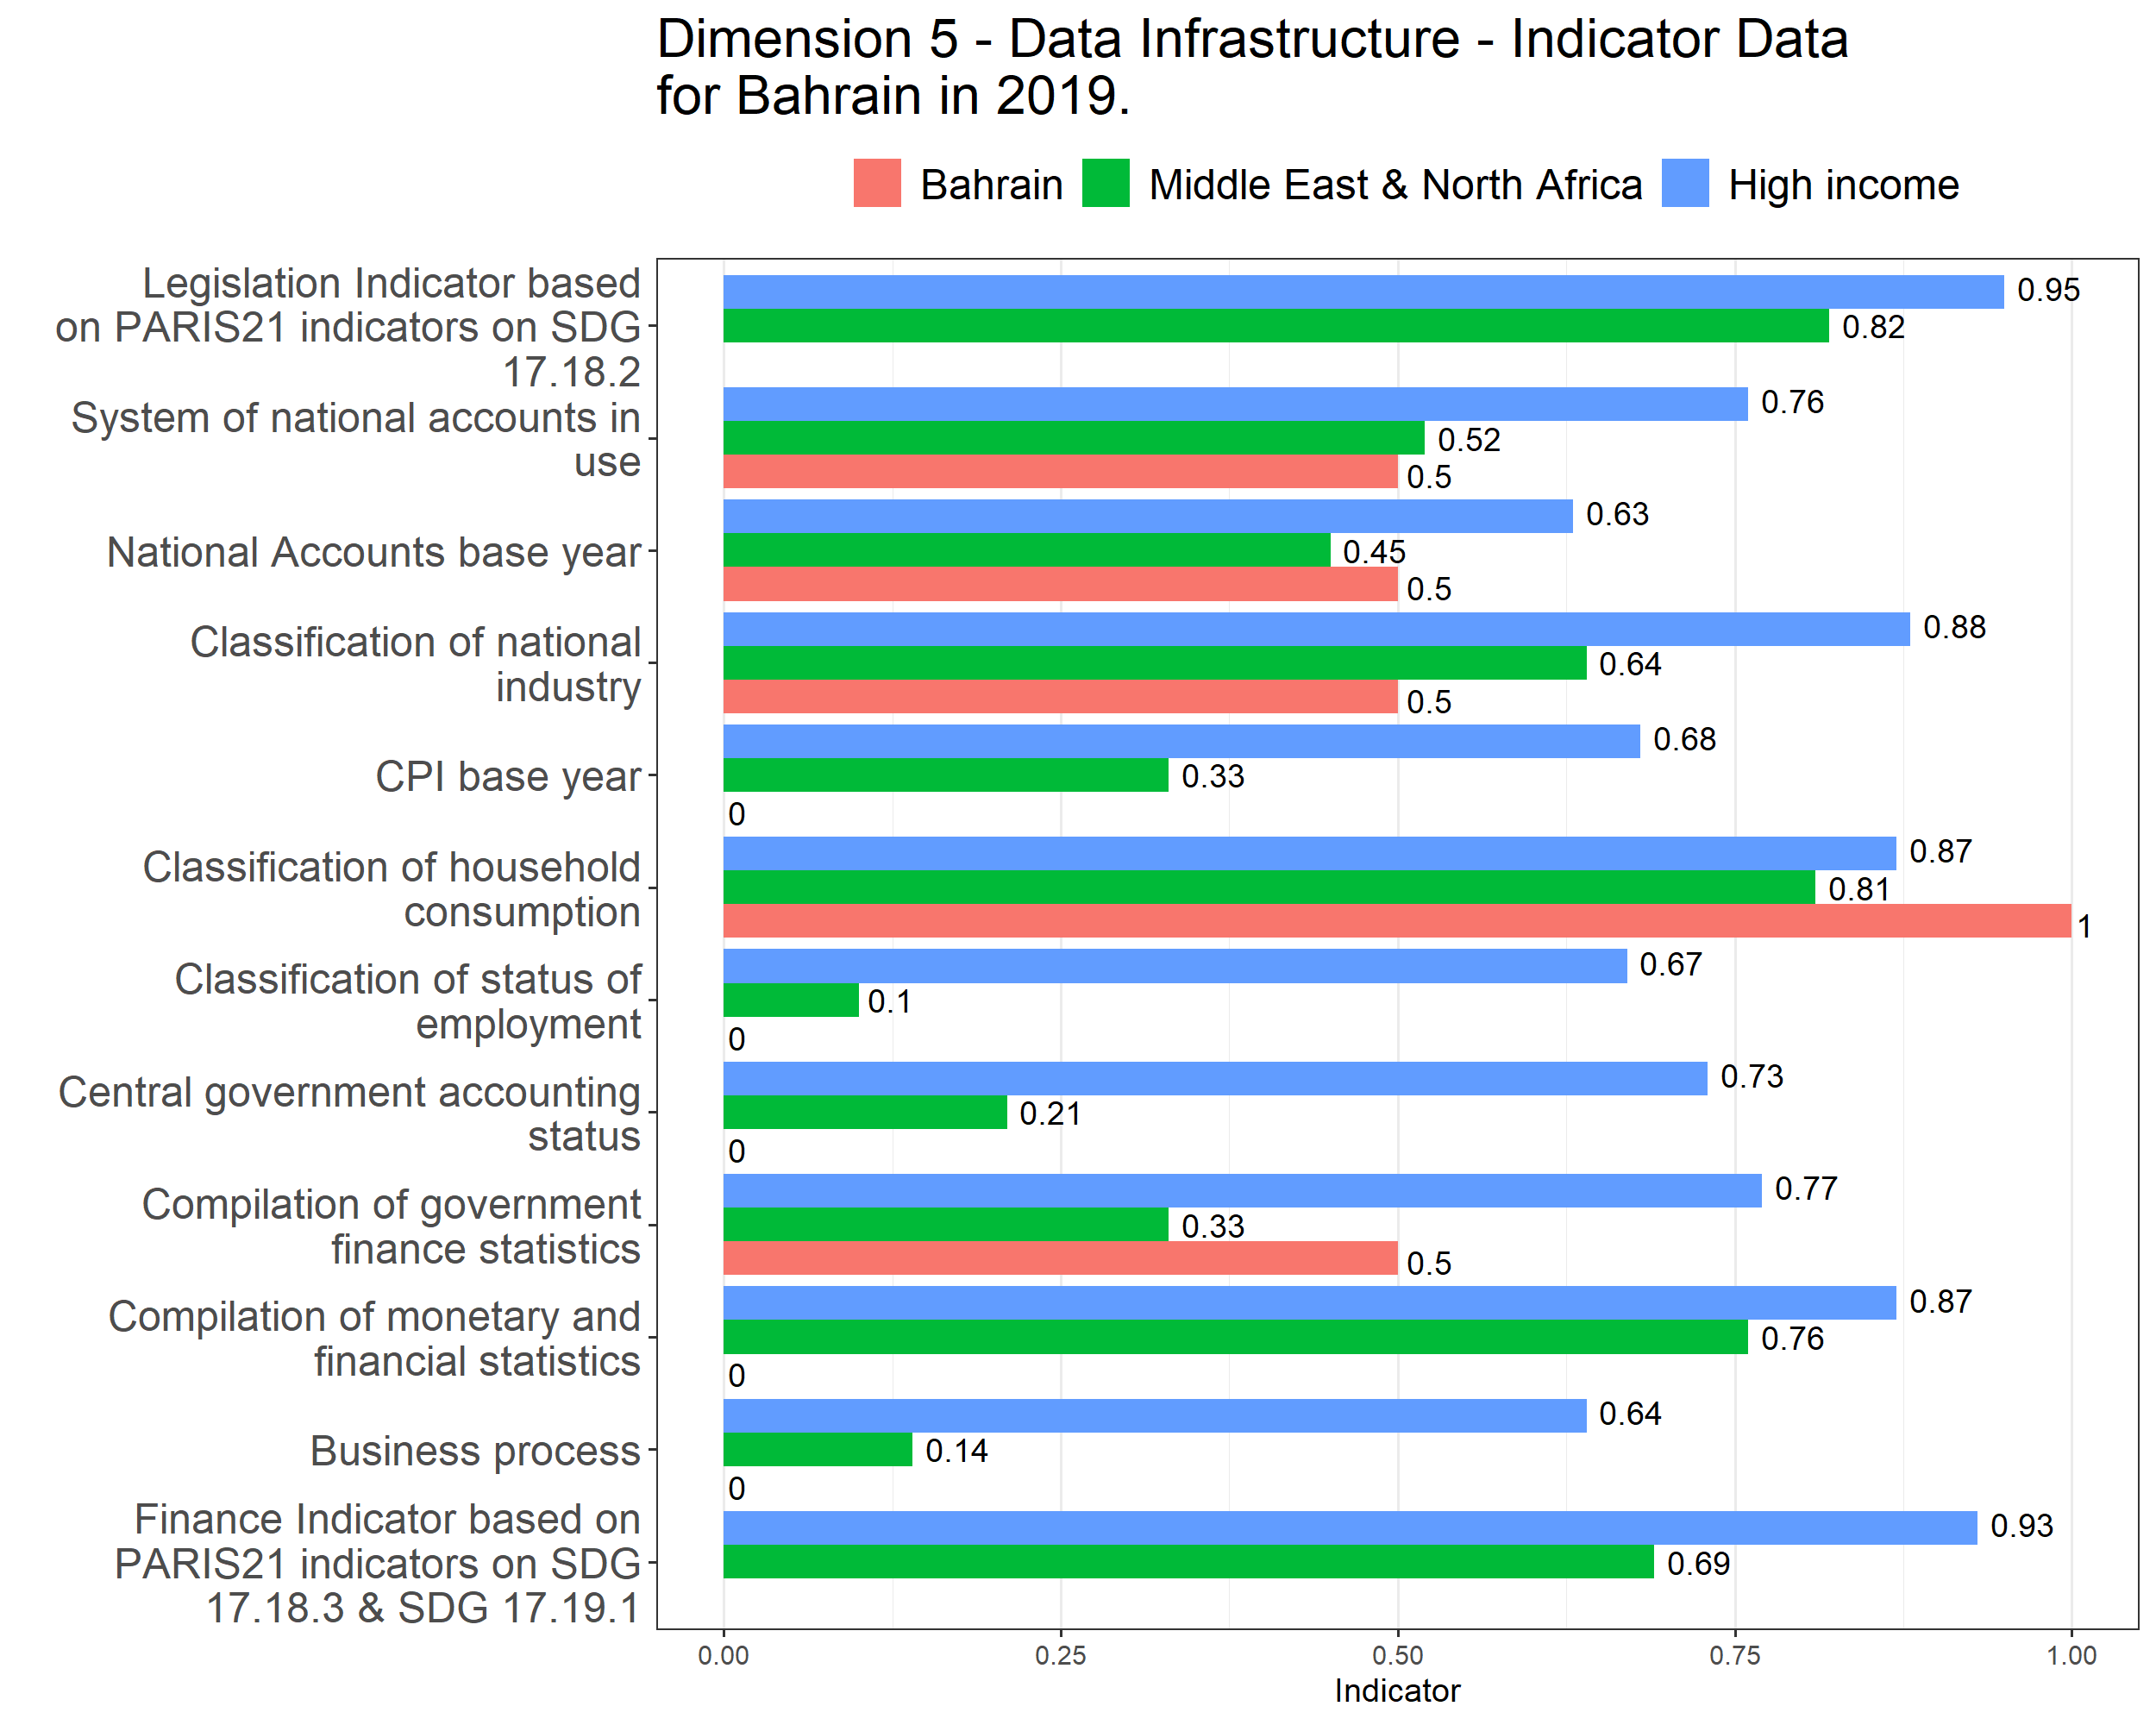 Dimension 5 - Data Infrastructure - Indicator Data
for Bahrain in 2019.
Bahrain
Middle East & North Africa
High income
Legislation Indicator based
on PARIS21 indicators on SDG
17.18.2
0.95
0.82
System of national accounts in
use
0.76
0.52
0.5
National Accounts base year
0.63
0.45
0.5
Classification of national
industry
0.88
0.64
0.5
CPI base year
0.68
0.33
0
Classification of household
consumption
0.87
0.81
1
Classification of status of
employment
0.67
0.1
0
Central government accounting
status
0.73
0.21
0
Compilation of government
finance statistics
0.77
0.33
0.5
Compilation of monetary and
financial statistics
0.87
0.76
0
Business process
0.64
0.14
0
Finance Indicator based on
PARIS21 indicators on SDG
17.18.3 & SDG 17.19.1
0.93
0.69
0.00
0.25
0.50
0.75
1.00
Indicator